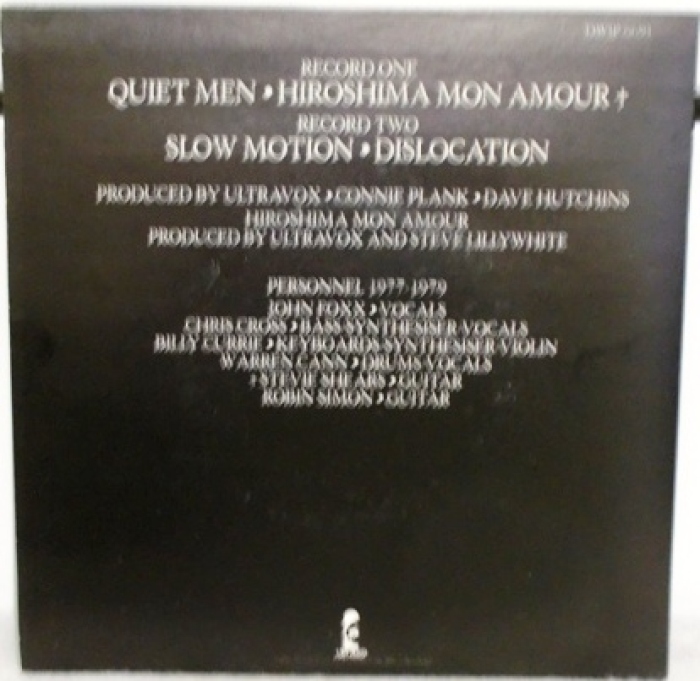 RECORD ONE
QUIET MEN • HIROSHIMA MON AMOUR †
RECORD TWO
SLOW MOTION • DISLOCATION
PRODUCED BY ULTRAVOX • CONNIE PLANK • DAVE HUTCHINS
HIROSHIMA MON AMOUR
PRODUCED BY ULTRAVOX AND STEVE LILLYWHITE
PERSONNEL 1977-1979
JOHN FOXX • VOCALS
CHRIS CROSS • BASS SYNTHESISER VOCALS
BILLY CURRIE • KEYBOARDS SYNTHESISER VIOLIN
WARREN CANN • DRUMS VOCALS
† STEVIE SHEARS • GUITAR
ROBIN SIMON • GUITAR